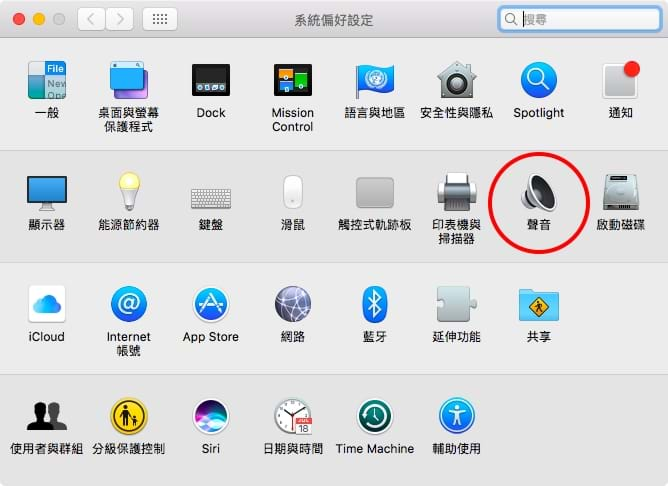 系統偏好設定
搜尋
File
New
Ope
一般
桌面與螢幕
保護程式
Dock
Mission
Control
語言與地區
安全性與隱私
Spotlight
通知
顯示器
能源節約器
鍵盤
滑鼠
觸控式軌跡板
印表機與
掃描器
聲音
啟動磁碟
iCloud
Internet
帳號
App Store
網路
藍牙
延伸功能
共享
JUL
18
使用者與群組
分級保護控制
Siri
日期與時間
Time Machine
輔助使用